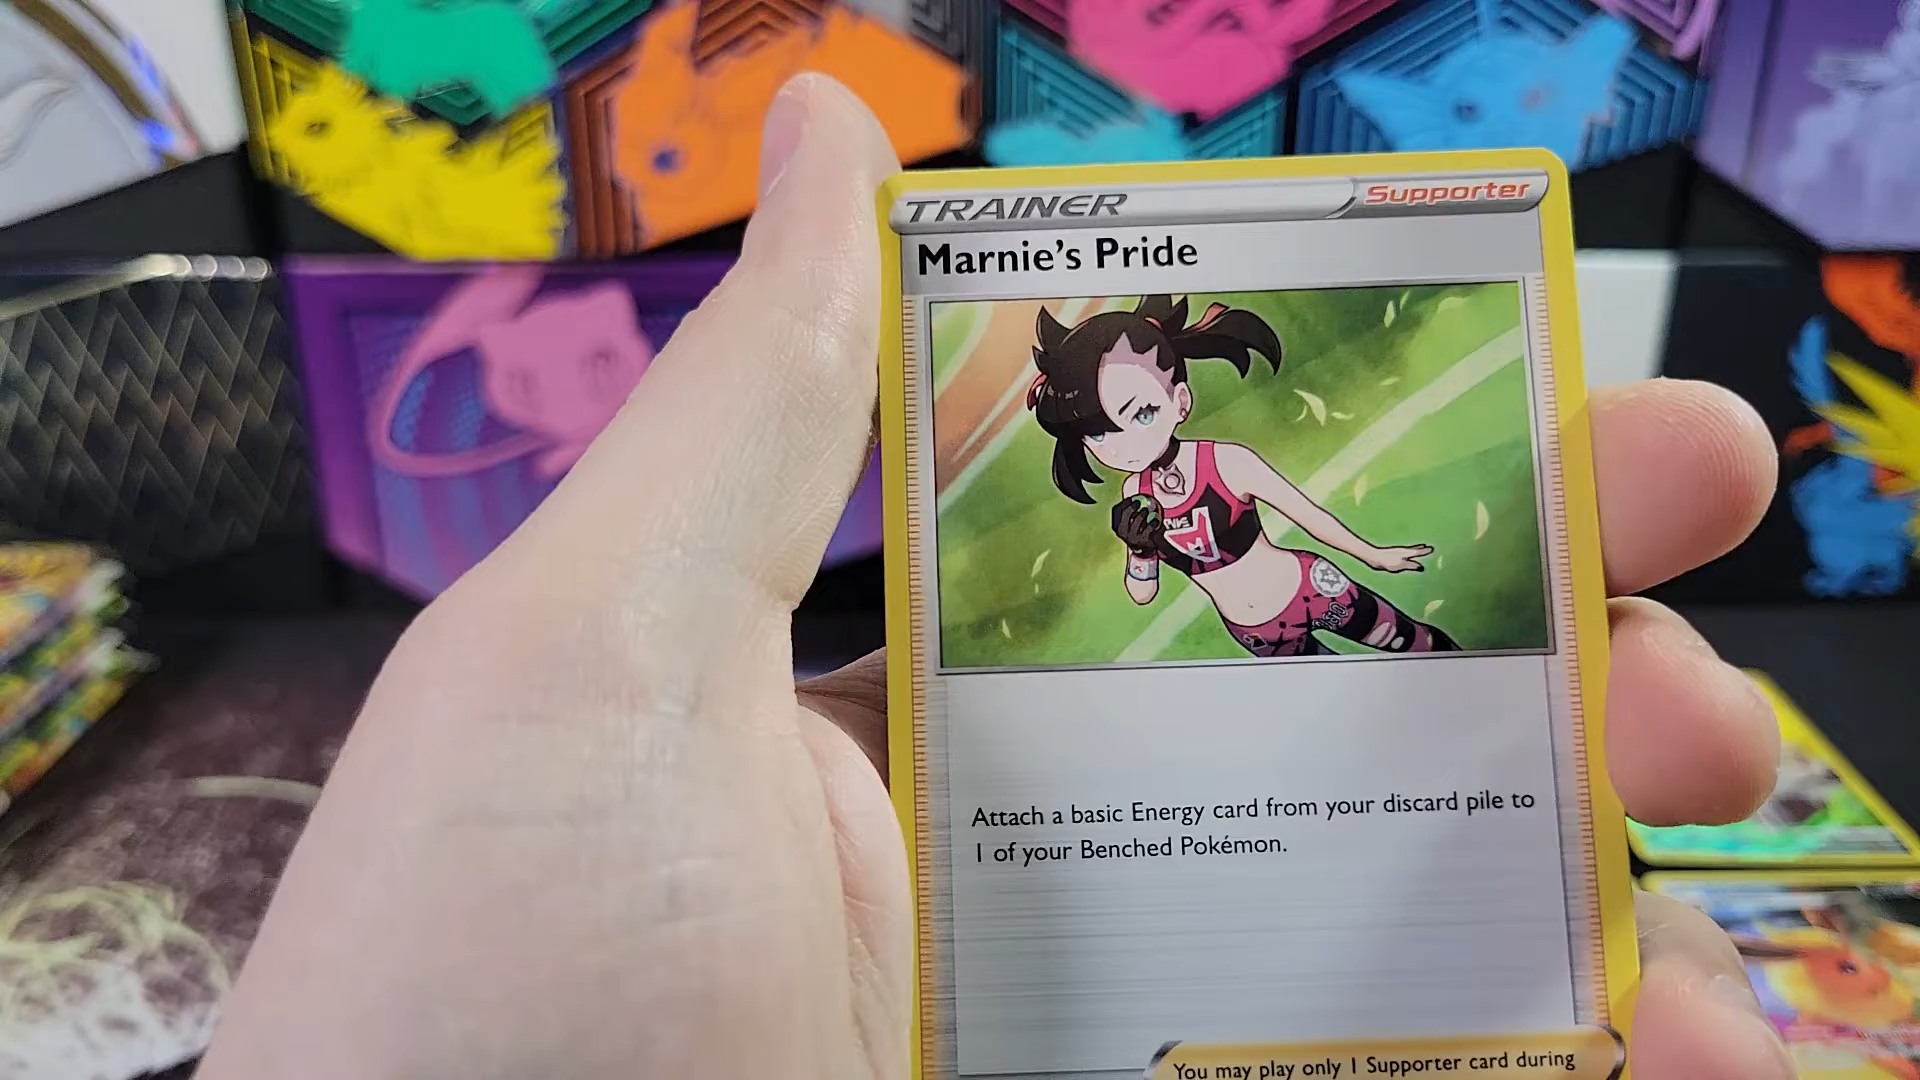 TRAINER
Supporter
Marnie's Pride
Attach a basic Energy card from your discard pile to
1 of your Benched Pokémon.
You may play only 1 Supporter card during